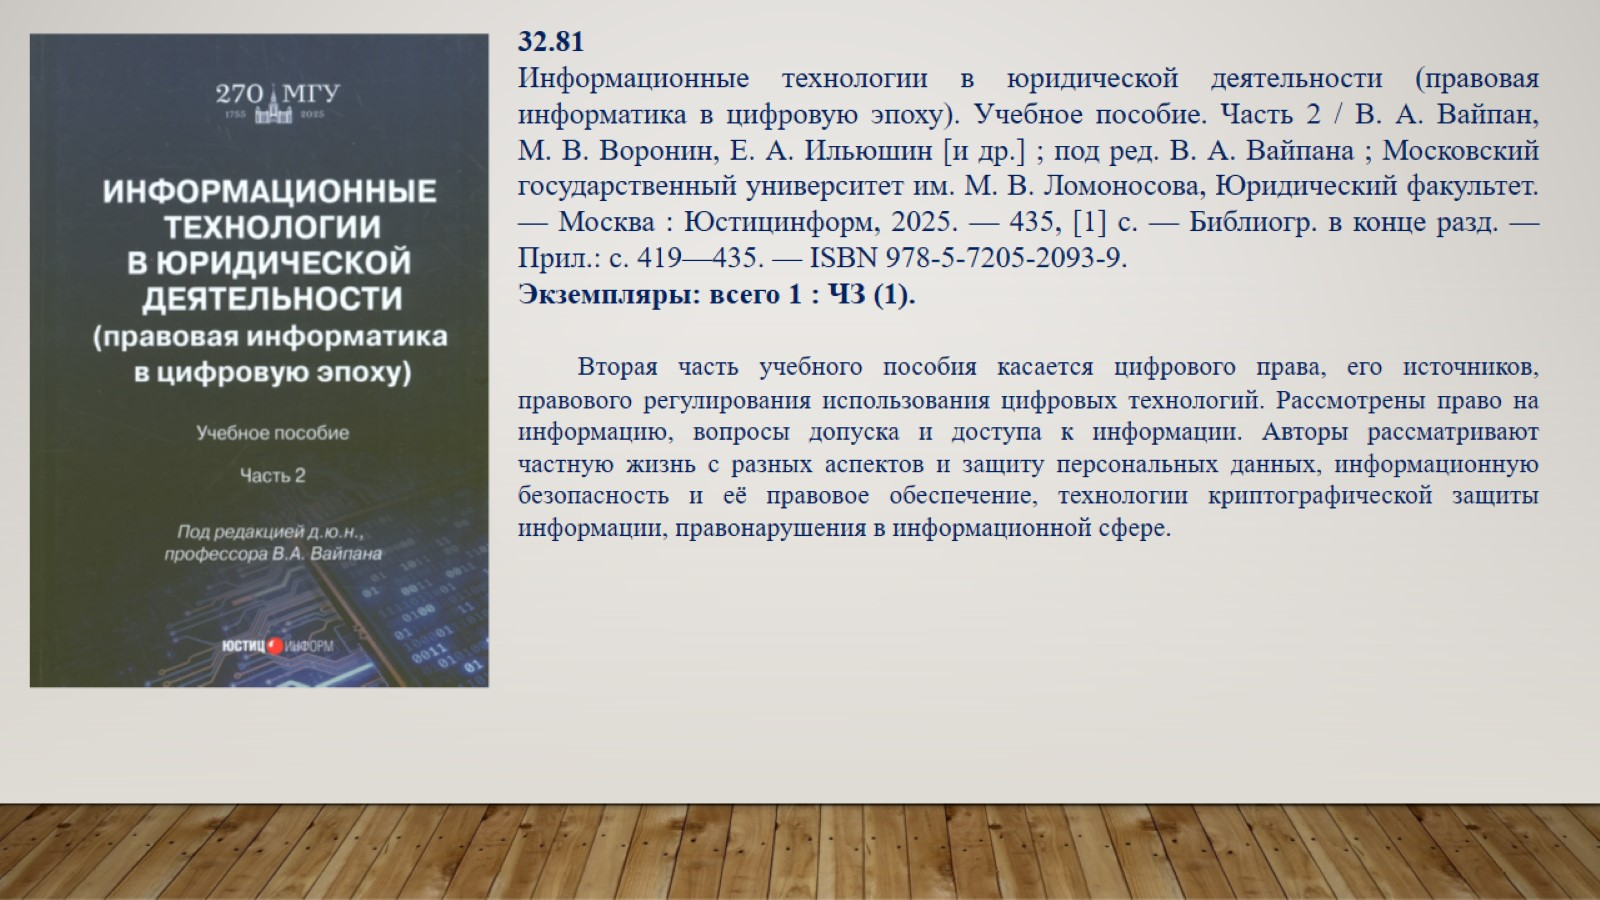 270 МГУ
1755 2025
ИНФОРМАЦИОННЫЕ
ТЕХНОЛОГИИ
В ЮРИДИЧЕСКОЙ
ДЕЯТЕЛЬНОСТИ
(правовая информатика
в цифровую эпоху)
Учебное пособие
Часть 2
Под редакцией д.ю.н.,
профессора В.А. Вайпана
ЮСТИЦИНФОРМ
32.81
Информационные технологии в юридической деятельности (правовая
информатика в цифровую эпоху). Учебное пособие. Часть 2 / В. А. Вайпан,
М. В. Воронин, Е. А. Ильюшин [и др.] ; под ред. В. А. Вайпана ; Московский
государственный университет им. М. В. Ломоносова, Юридический факультет.
— Москва : Юстицинформ, 2025. — 435, [1] с. — Библиогр. в конце разд. —
Прил.: с. 419—435. — ISBN 978-5-7205-2093-9.
Экземпляры: всего 1 : ЧЗ (1).
Вторая часть учебного пособия касается цифрового права, его источников,
правового регулирования использования цифровых технологий. Рассмотрены право на
информацию, вопросы допуска и доступа к информации. Авторы рассматривают
частную жизнь с разных аспектов и защиту персональных данных, информационную
безопасность и её правовое обеспечение, технологии криптографической защиты
информации, правонарушения в информационной сфере.